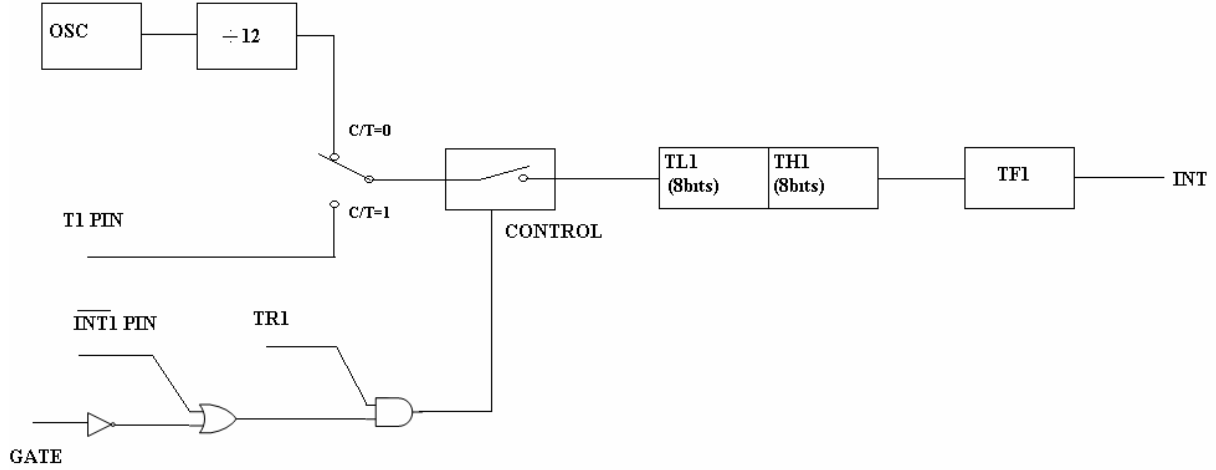 OSC
÷ 12
C/T=0
TL1
(8bits)
TH1
(8bits)
TF1
INT
C/T=1
T1 PIN
CONTROL
INT1 PIN
TR1
GATE